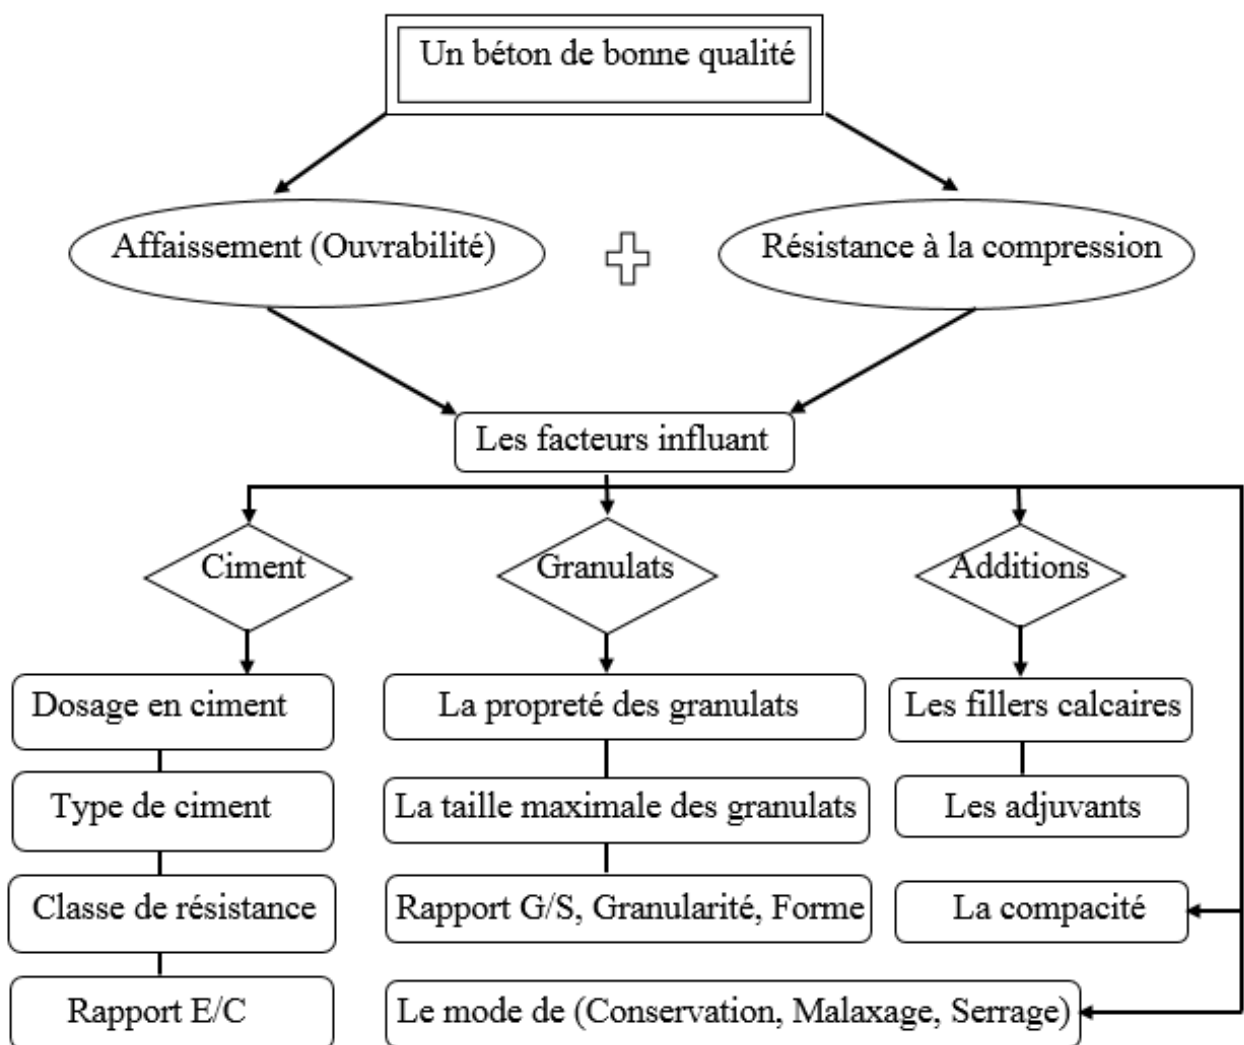 Un béton de bonne qualité
Affaissement (Ouvrabilité)
Résistance à la compression
Les facteurs influant
Ciment
Granulats
Additions
Dosage en ciment
La propreté des granulats
Les fillers calcaires
Type de ciment
La taille maximale des granulats
Les adjuvants
Classe de résistance
Rapport G/S, Granularité, Forme
La compacité
Rapport E/C
Le mode de (Conservation, Malaxage, Serrage)